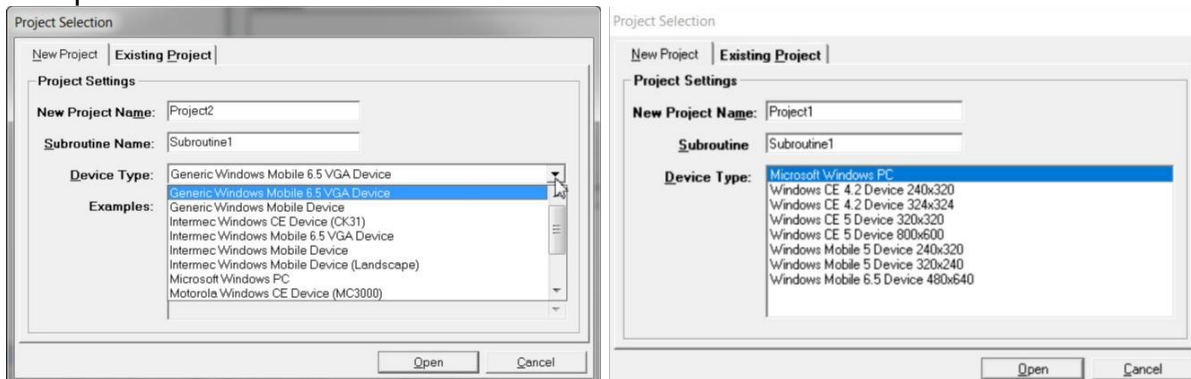 Project Selection
New Project
Existing Project
Project Settings
New Project Name:
Project2
Subroutine Name:
Subroutine1
Device Type:
Generic Windows Mobile 6.5 VGA Device
Examples:
Generic Windows Mobile 6.5 VGA Device
Generic Windows Mobile Device
Intermec Windows CE Device (CK31)
Intermec Windows Mobile 6.5 VGA Device
Intermec Windows Mobile Device
Intermec Windows Mobile Device (Landscape)
Microsoft Windows PC
Motorola Windows CE Device (MC3000)
Open
Cancel
Project Selection
New Project
Existing Project
Project Settings
New Project Name:
Project1
Subroutine
Subroutine1
Device Type:
Microsoft Windows PC
Windows CE 4.2 Device 240x320
Windows CE 4.2 Device 324x324
Windows CE 5 Device 320x320
Windows CE 5 Device 800x600
Windows Mobile 5 Device 240x320
Windows Mobile 5 Device 320x240
Windows Mobile 6.5 Device 480x640
Open
Cancel